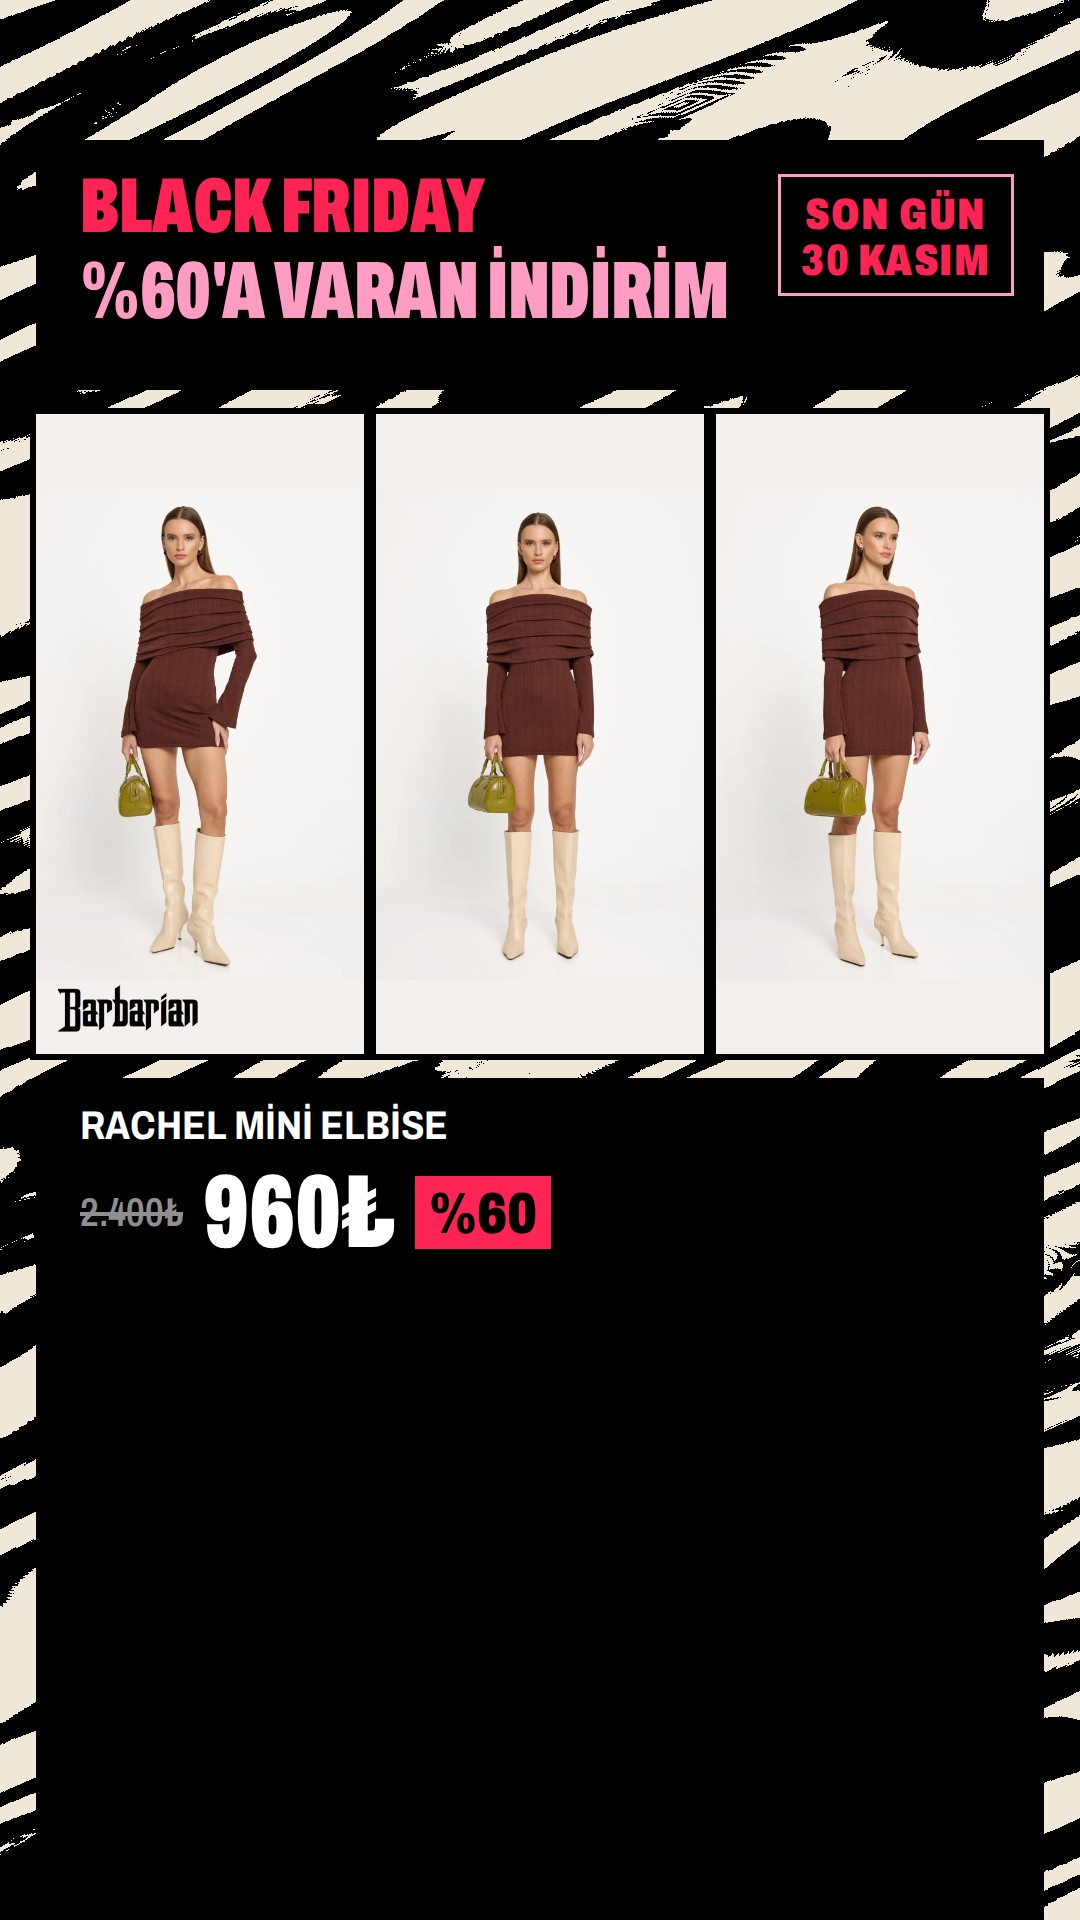 BLACK FRIDAY
%60'A VARAN İNDİRİM
SON GÜN
30 KASIM
Barbarian
RACHEL MİNİ ELBİSE
2.400₺ 960₺ %60